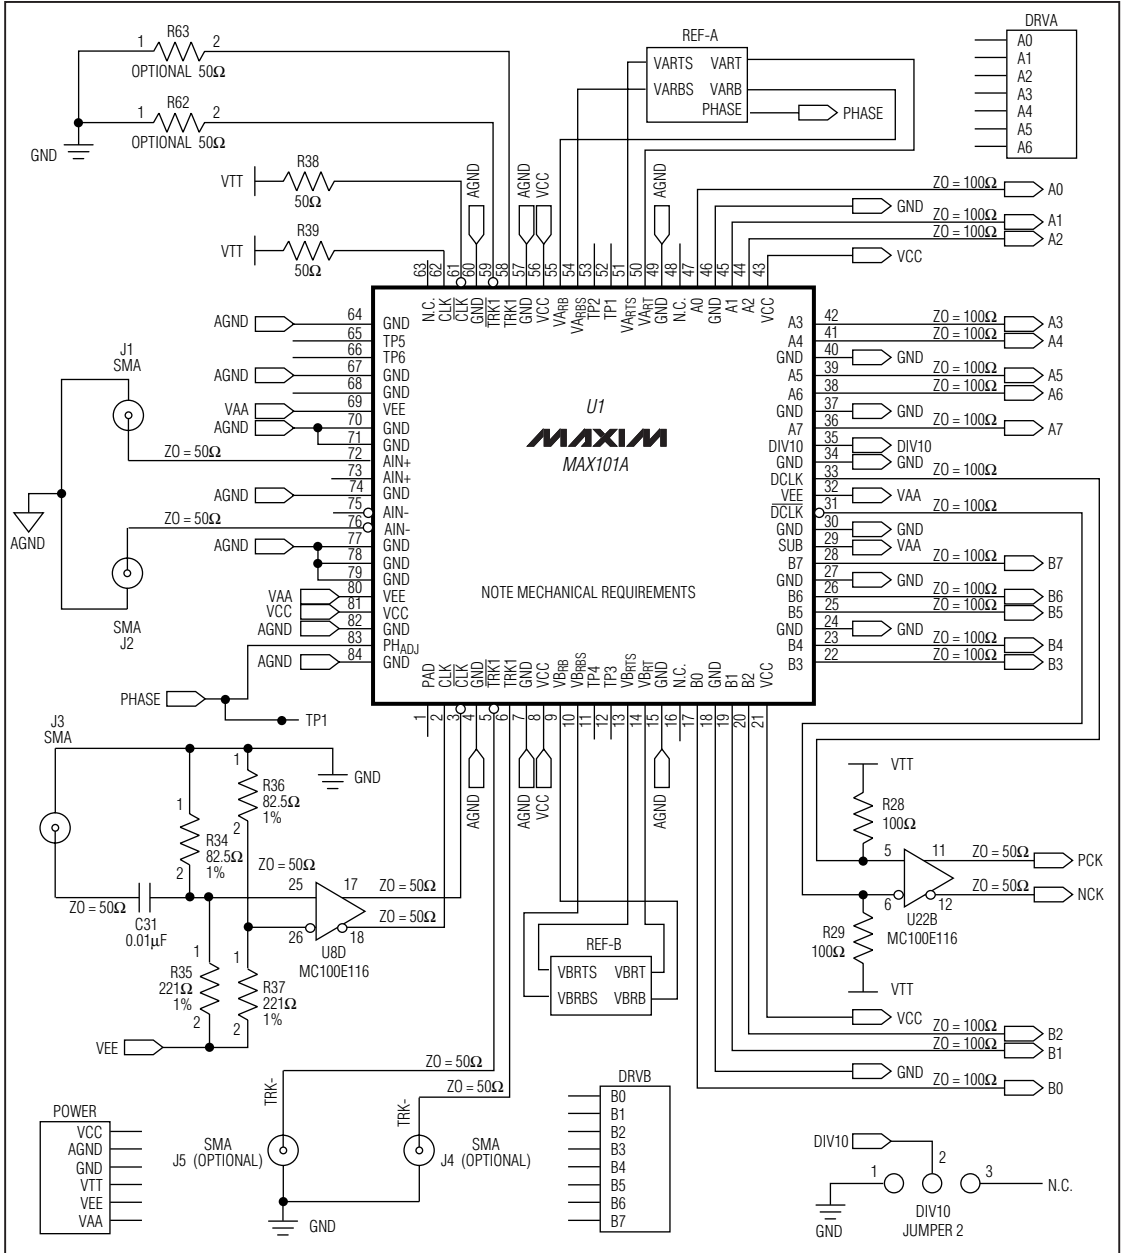 R63
1 2
OPTIONAL 50Ω
R62
1 2
OPTIONAL 50Ω
GND
R38
VTT
50Ω
R39
VTT
50Ω
REF-A
VARTS VART
VARBS VARB
PHASE
PHASE
DRVA
A0
A1
A2
A3
A4
A5
A6
AGND
AGND
VCC
AGND
ZO = 100Ω A0
GND
ZO = 100Ω A1
ZO = 100Ω A2
VCC
63 62 61 60 59 58 57 56 55 54 53 52 51 50 49 48 47 46 45 44 43
N.C. CLK CLK GND TRK1 TRK1 GND VCC VARB VARBS TP2 TP1 VARTS VART GND N.C. A0 GND A1 A2 VCC
AGND 64 GND
65 TP5
66 TP6
AGND 67 GND
68 GND
VAA 69 VEE
AGND 70 GND
71 GND
ZO = 50Ω 72 AIN+
73 AIN+
AGND 74 GND
75 AIN-
ZO = 50Ω 76 AIN-
AGND 77 GND
78 GND
79 GND
VAA 80 VEE
VCC 81 VCC
AGND 82 GND
83 PHADJ
AGND 84 GND
J1
SMA
AGND
SMA
J2
U1
MAXIM
MAX101A
NOTE MECHANICAL REQUIREMENTS
A3 42 ZO = 100Ω A3
A4 41 ZO = 100Ω A4
GND 40 GND
A5 39 ZO = 100Ω A5
A6 38 ZO = 100Ω A6
GND 37 GND
A7 36 ZO = 100Ω A7
DIV10 35 DIV10
GND 34 GND
DCLK 33 ZO = 100Ω
VEE 32 VAA
DCLK 31 ZO = 100Ω
GND 30 GND
SUB 29 VAA
B7 28 ZO = 100Ω B7
GND 27 GND
B6 26 ZO = 100Ω B6
B5 25 ZO = 100Ω B5
GND 24 GND
B4 23 ZO = 100Ω B4
B3 22 ZO = 100Ω B3
PAD CLK CLK GND TRK1 TRK1 GND VCC VBRB VBRBS TP4 TP3 VBRTS VBRT GND N.C. B0 GND B1 B2 VCC
1 2 3 4 5 6 7 8 9 10 11 12 13 14 15 16 17 18 19 20 21
PHASE
TP1
J3
SMA
GND
AGND
AGND
VCC
AGND
1
R36
82.5Ω
1%
2
1
R34
82.5Ω
1%
2
ZO = 50Ω
ZO = 50Ω
C31
0.01µF
25 17 ZO = 50Ω
26 18 ZO = 50Ω
U8D
MC100E116
1
R35
221Ω
1%
2
1
R37
221Ω
1%
2
VEE
REF-B
VBRTS VBRT
VBRBS VBRB
VTT
R28
100Ω
5 11 ZO = 50Ω PCK
6 12 ZO = 50Ω NCK
U22B
MC100E116
R29
100Ω
VTT
VCC
ZO = 100Ω B2
ZO = 100Ω B1
GND
ZO = 100Ω B0
ZO = 50Ω
ZO = 50Ω
TRK-
TRK-
SMA
J5 (OPTIONAL)
SMA
J4 (OPTIONAL)
GND
POWER
VCC
AGND
GND
VTT
VEE
VAA
DRVB
B0
B1
B2
B3
B4
B5
B6
B7
DIV10
1 2 3
N.C.
GND
DIV10
JUMPER 2